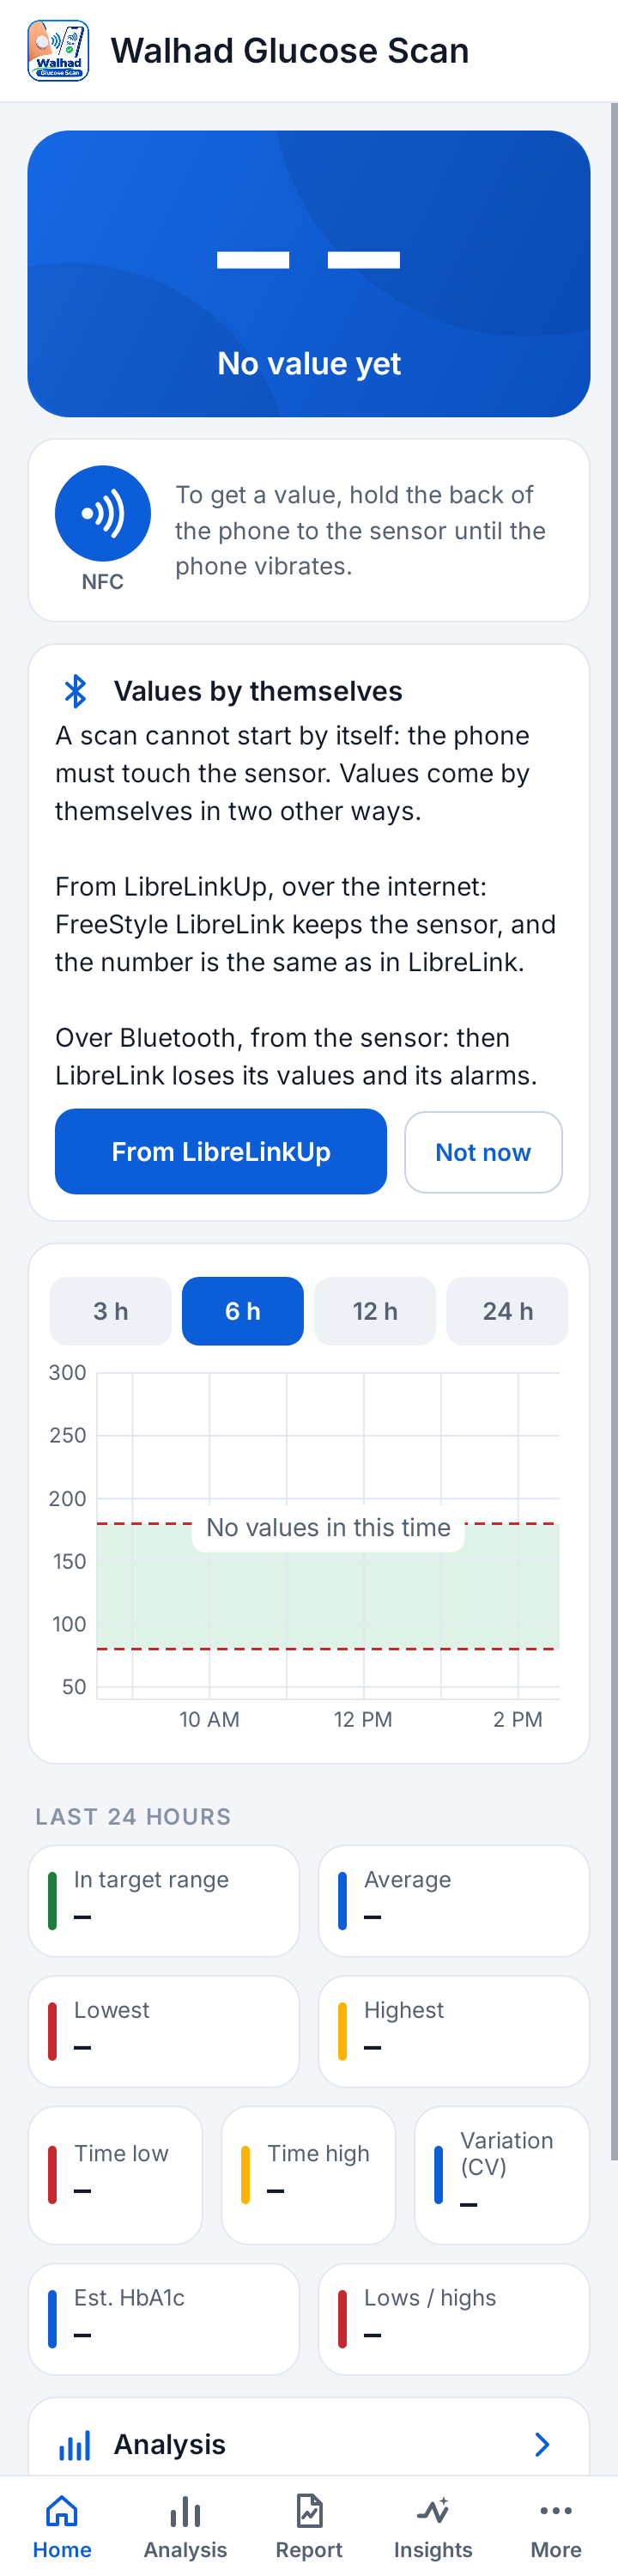 Walhad
Glucose Scan
Walhad Glucose Scan
No value yet
To get a value, hold the back of
the phone to the sensor until the
phone vibrates.
NFC
Values by themselves
A scan cannot start by itself: the phone
must touch the sensor. Values come by
themselves in two other ways.
From LibreLinkUp, over the internet:
FreeStyle LibreLink keeps the sensor, and
the number is the same as in LibreLink.
Over Bluetooth, from the sensor: then
LibreLink loses its values and its alarms.
From LibreLinkUp
Not now
3 h
6 h
12 h
24 h
300
250
200
No values in this time
150
100
50
10 AM
12 PM
2 PM
LAST 24 HOURS
In target range
–
Average
–
Lowest
–
Highest
–
Time low
–
Time high
–
Variation
(CV)
–
Est. HbA1c
–
Lows / highs
–
Analysis
Home
Analysis
Report
Insights
More